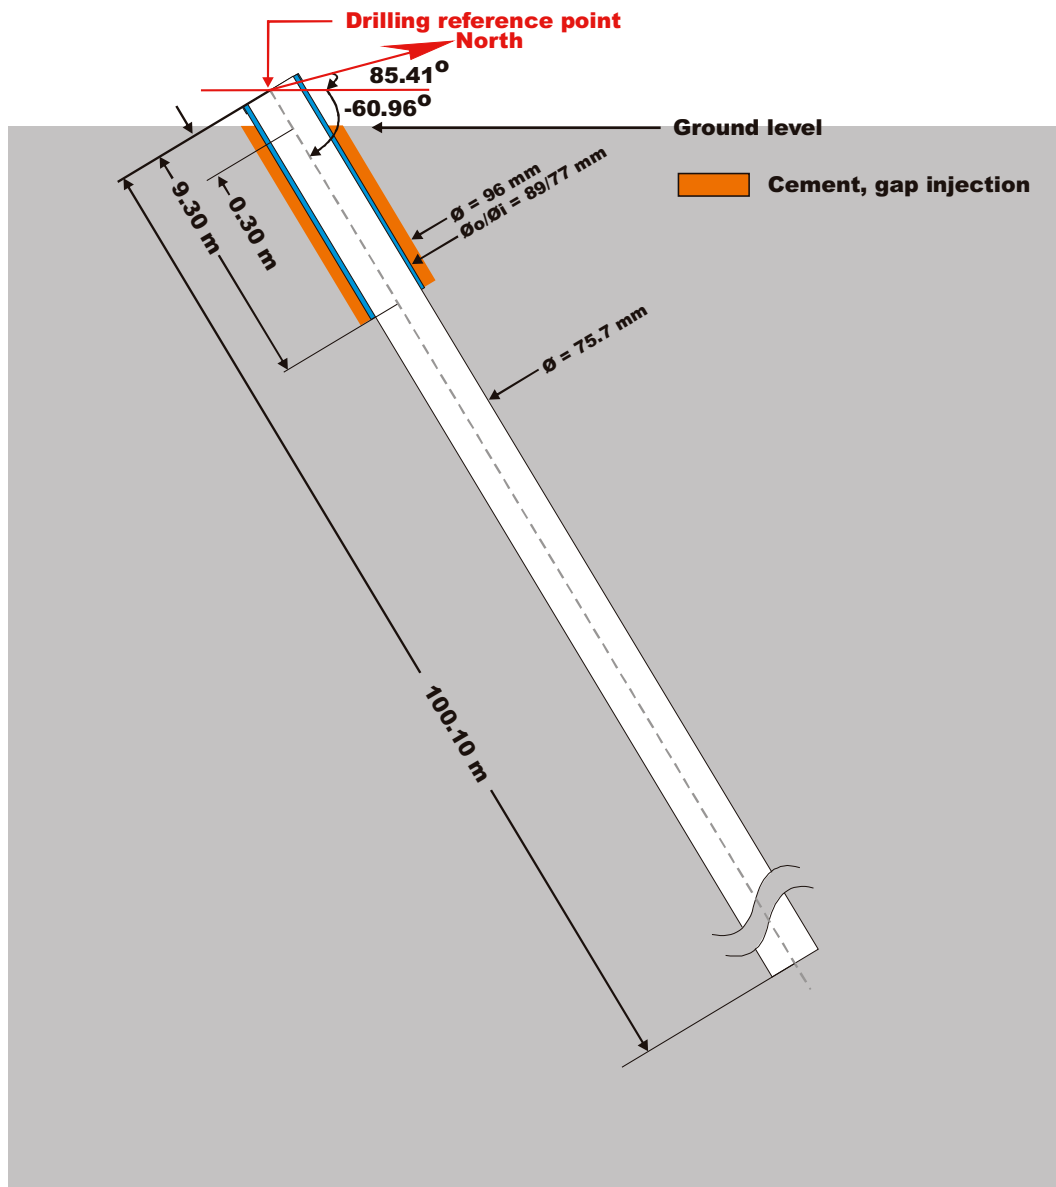 Drilling reference point
North
85.41°
-60.96°
Ground level
Cement, gap injection
Ø = 96 mm
Øo/Øi = 89/77 mm
9.30 m
0.30 m
Ø = 75.7 mm
100.10 m